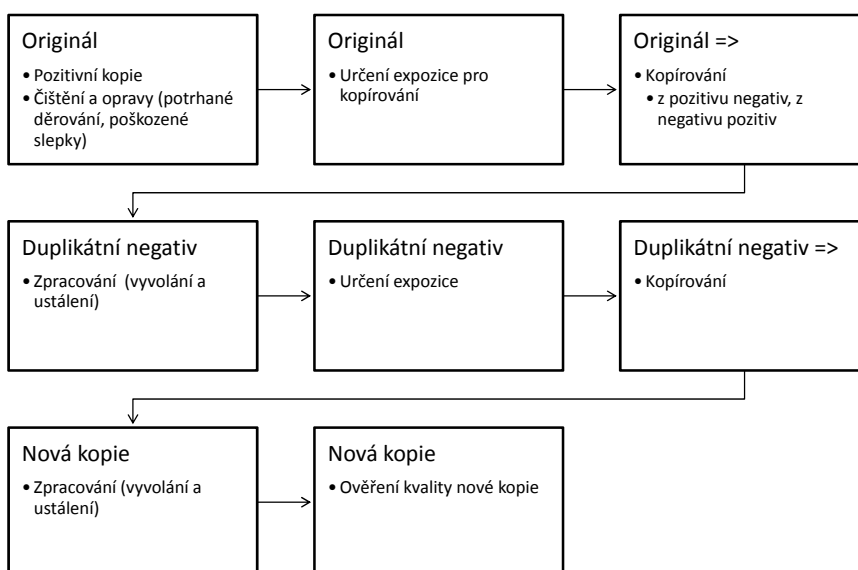 Originál
• Pozitivní kopie
• Čištění a opravy (potrhané
děrování, poškozené
slepky)
Originál
• Určení expozice pro
kopírování
Originál =>
• Kopírování
• z pozitivu negativ, z
negativu pozitiv
Duplikátní negativ
• Zpracování (vyvolání a
ustálení)
Duplikátní negativ
• Určení expozice
Duplikátní negativ =>
• Kopírování
Nová kopie
• Zpracování (vyvolání a
ustálení)
Nová kopie
• Ověření kvality nové kopie